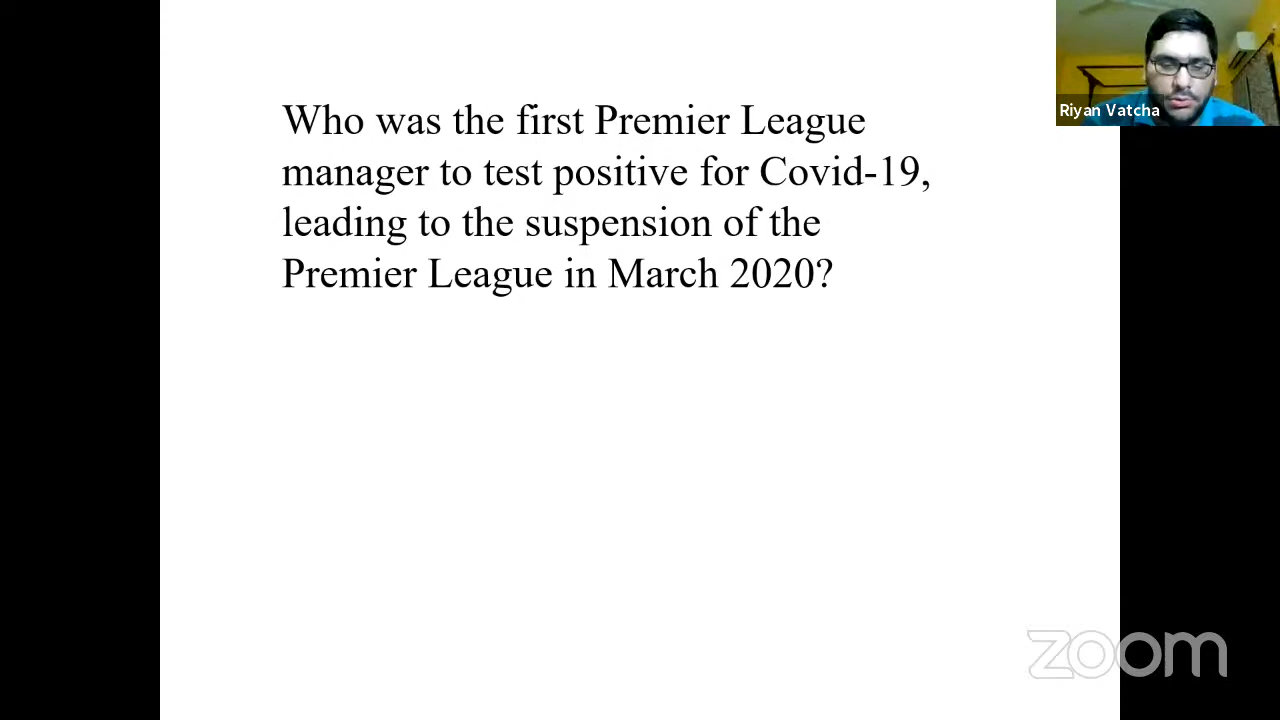 Who was the first Premier League
manager to test positive for Covid-19,
leading to the suspension of the
Premier League in March 2020?
Riyan Vatcha
zoom